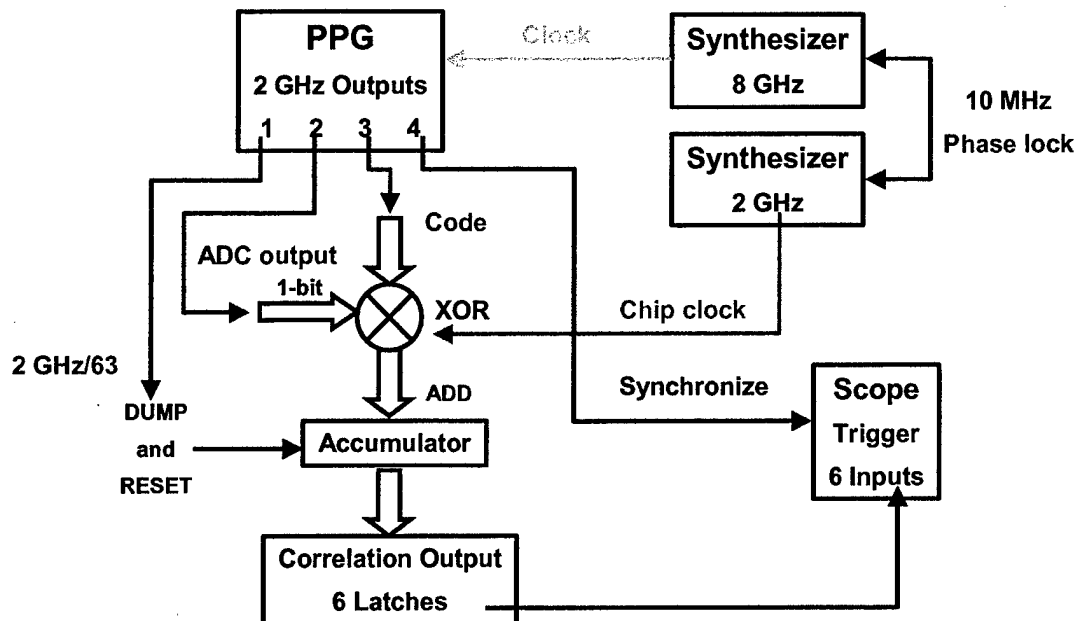 PPG
2 GHz Outputs
1 2 3 4
Clock
Synthesizer
8 GHz
10 MHz
Phase lock
Synthesizer
2 GHz
Code
ADC output
1-bit
XOR
Chip clock
2 GHz/63
DUMP
and
RESET
ADD
Accumulator
Synchronize
Scope
Trigger
6 Inputs
Correlation Output
6 Latches